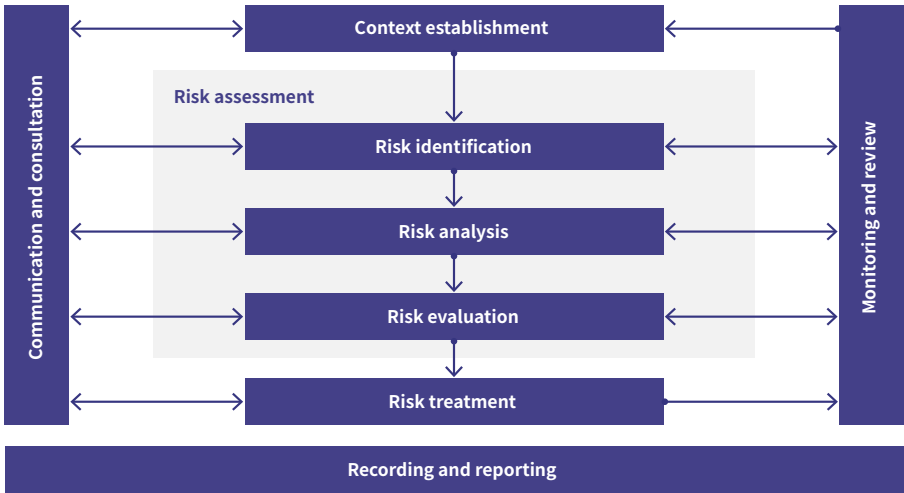 Context establishment
Risk assessment
Communication and consultation
Risk identification
Risk analysis
Monitoring and review
Risk evaluation
Risk treatment
Recording and reporting